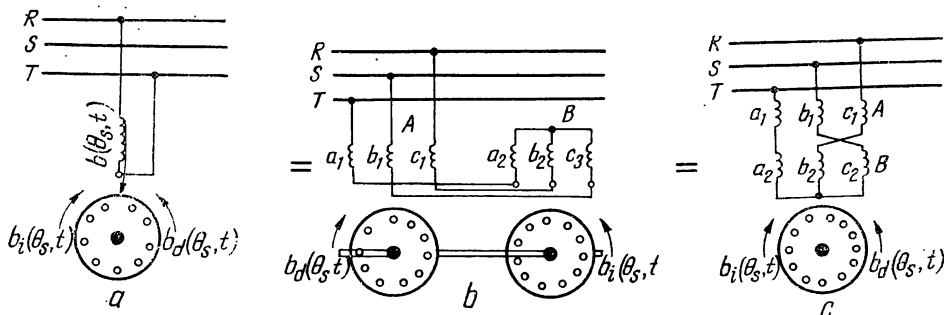 R
S
T
b(θs,t)
bi(θs,t)
bd(θs,t)
a
=
R
S
T
A
B
a1
b1
c1
a2
b2
c3
bd(θs,t)
bi(θs,t
b
=
R
S
T
a1
b1
c1
A
a2
b2
c2
B
bi(θs,t)
bd(θs,t)
c